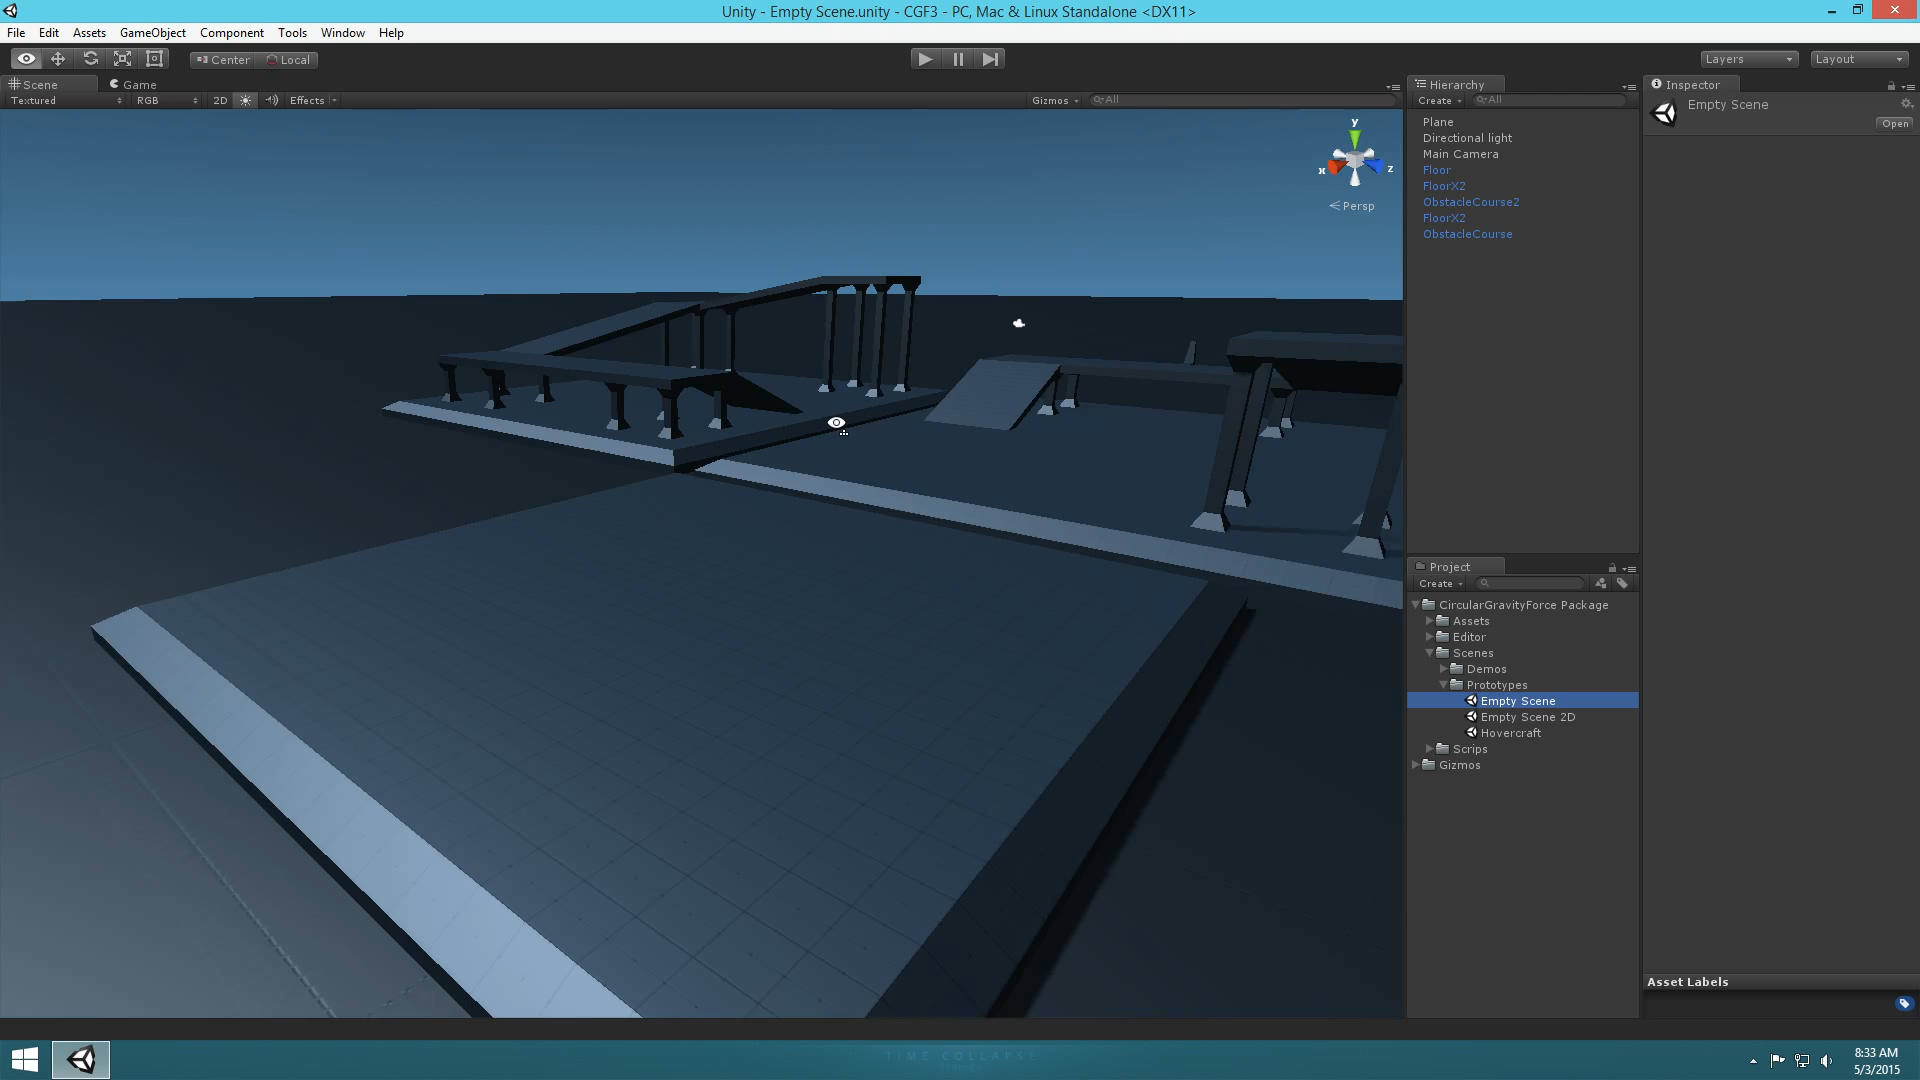 Unity - Empty Scene.unity - CGF3 - PC, Mac & Linux Standalone <DX11>
File Edit Assets GameObject Component Tools Window Help
Center Local
Layers Layout
Scene Game
Textured RGB 2D Effects Gizmos All
y
x z
Persp
Hierarchy
Create All
Plane
Directional light
Main Camera
Floor
FloorX2
ObstacleCourse2
FloorX2
ObstacleCourse
Project
Create
CircularGravityForce Package
Assets
Editor
Scenes
Demos
Prototypes
Empty Scene
Empty Scene 2D
Hovercraft
Scrips
Gizmos
Inspector
Empty Scene
Open
Asset Labels
TIME COLLAPSE
8:33 AM
5/3/2015